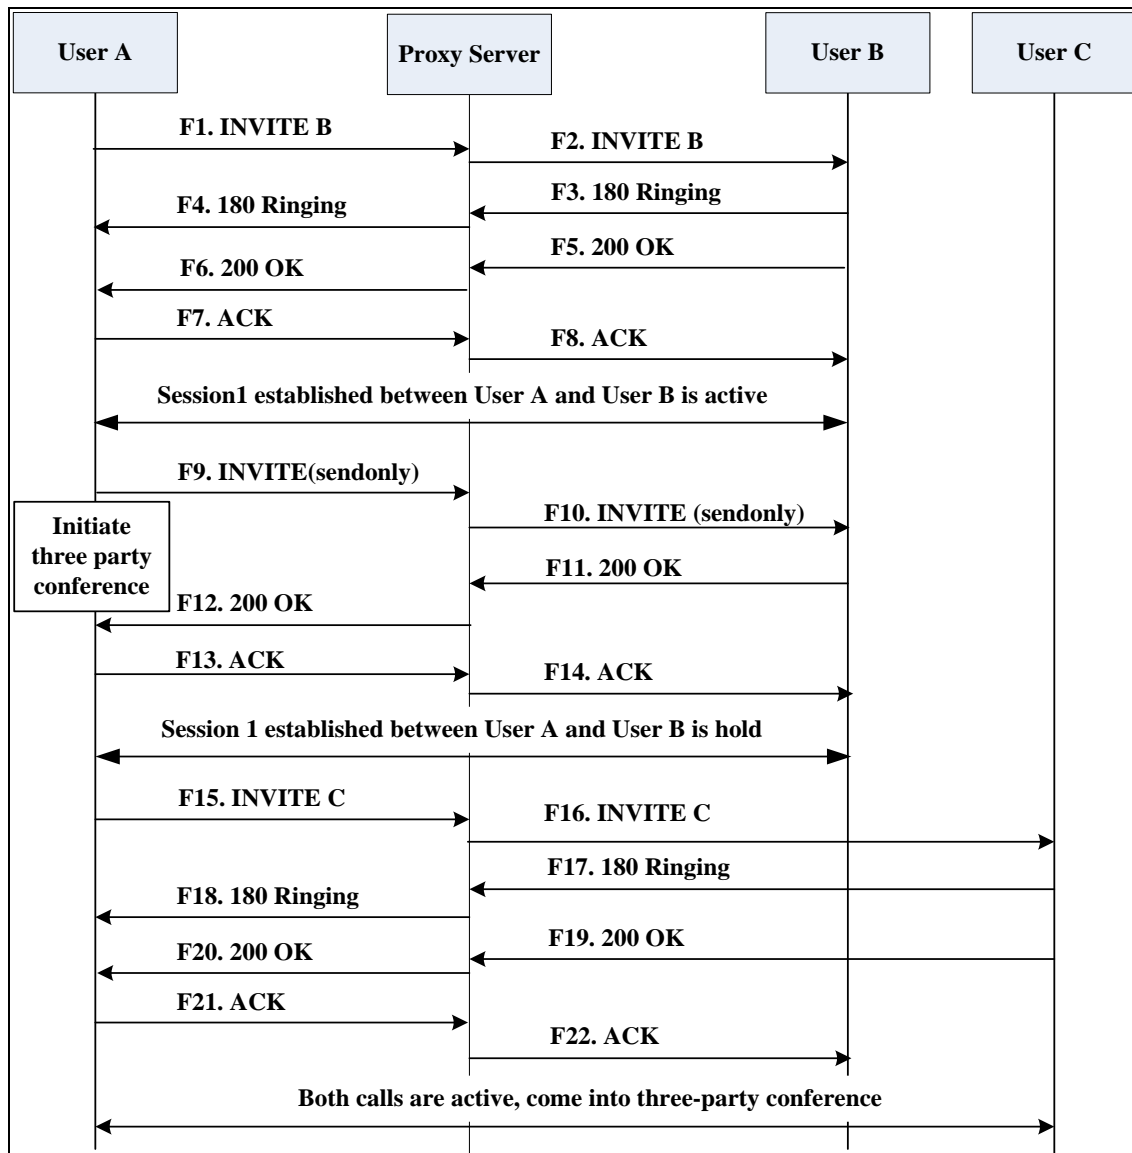 User A
Proxy Server
User B
User C
F1. INVITE B
F2. INVITE B
F3. 180 Ringing
F4. 180 Ringing
F5. 200 OK
F6. 200 OK
F7. ACK
F8. ACK
Session1 established between User A and User B is active
F9. INVITE(sendonly)
Initiate
three party
conference
F10. INVITE (sendonly)
F11. 200 OK
F12. 200 OK
F13. ACK
F14. ACK
Session 1 established between User A and User B is hold
F15. INVITE C
F16. INVITE C
F17. 180 Ringing
F18. 180 Ringing
F19. 200 OK
F20. 200 OK
F21. ACK
F22. ACK
Both calls are active, come into three-party conference